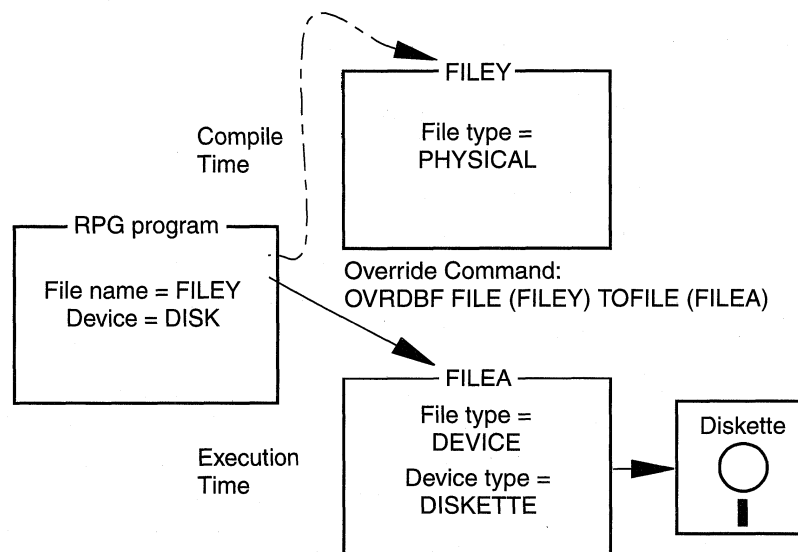 FILEY
File type =
PHYSICAL
Compile
Time
RPG program
File name = FILEY
Device = DISK
Override Command:
OVRDBF FILE (FILEY) TOFILE (FILEA)
FILEA
File type =
DEVICE
Device type =
DISKETTE
Diskette
Execution
Time